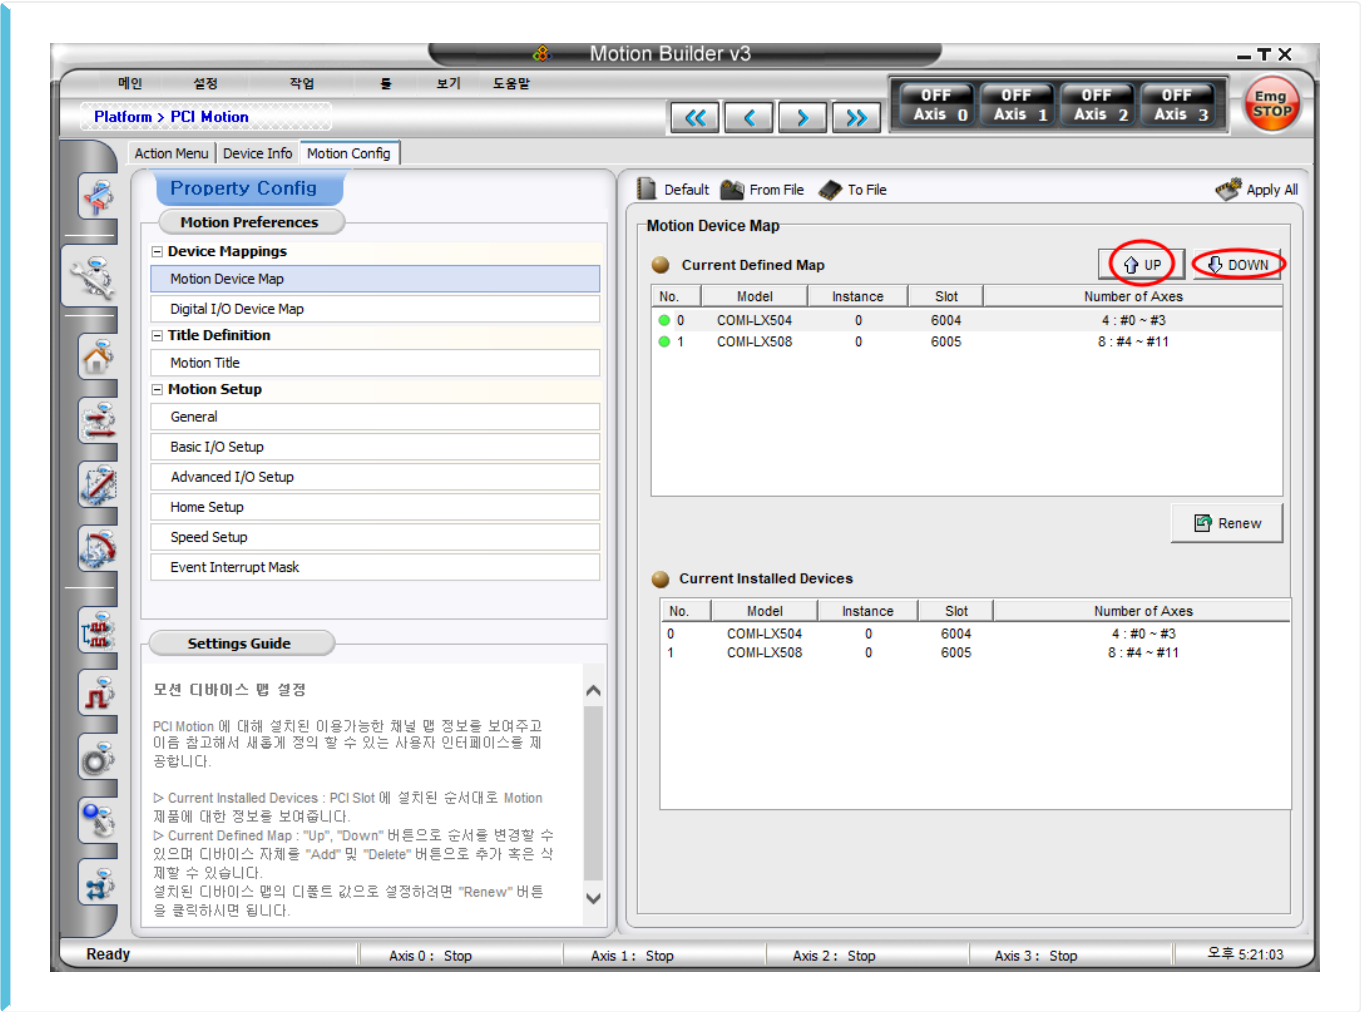 Motion Builder v3
메인 설정 작업 툴 보기 도움말
Platform > PCI Motion
OFF OFF OFF OFF
Axis 0 Axis 1 Axis 2 Axis 3
Emg
STOP
Action Menu Device Info Motion Config
Property Config
Motion Preferences
Device Mappings
Motion Device Map
Digital I/O Device Map
Title Definition
Motion Title
Motion Setup
General
Basic I/O Setup
Advanced I/O Setup
Home Setup
Speed Setup
Event Interrupt Mask
Settings Guide
모션 디바이스 맵 설정
PCI Motion 에 대해 설치된 이용가능한 채널 맵 정보를 보여주고
이를 참고해서 새롭게 정의 할 수 있는 사용자 인터페이스를 제
공합니다.
▷ Current Installed Devices : PCI Slot 에 설치된 순서대로 Motion
제품에 대한 정보를 보여줍니다.
▷ Current Defined Map : "Up", "Down" 버튼으로 순서를 변경할 수
있으며 디바이스 자체를 "Add" 및 "Delete" 버튼으로 추가 혹은 삭
제할 수 있습니다.
설치된 디바이스 맵의 디폴트 값으로 설정하려면 "Renew" 버튼
을 클릭하시면 됩니다.
Default From File To File Apply All
Motion Device Map
Current Defined Map UP DOWN
No. Model Instance Slot Number of Axes
0 COMI-LX504 0 6004 4 : #0 ~ #3
1 COMI-LX508 0 6005 8 : #4 ~ #11
Renew
Current Installed Devices
No. Model Instance Slot Number of Axes
0 COMI-LX504 0 6004 4 : #0 ~ #3
1 COMI-LX508 0 6005 8 : #4 ~ #11
Ready Axis 0 : Stop Axis 1 : Stop Axis 2 : Stop Axis 3 : Stop 오후 5:21:03